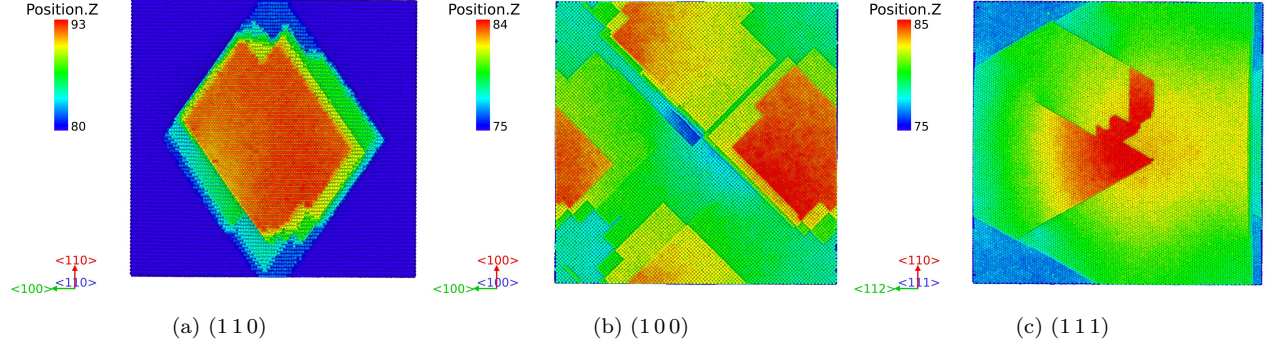 Position.Z
93
80
<110>
<100>
<110>
(a) (1 1 0)
Position.Z
84
75
<100>
<100>
<100>
(b) (1 0 0)
Position.Z
85
75
<110>
<112>
<111>
(c) (1 1 1)